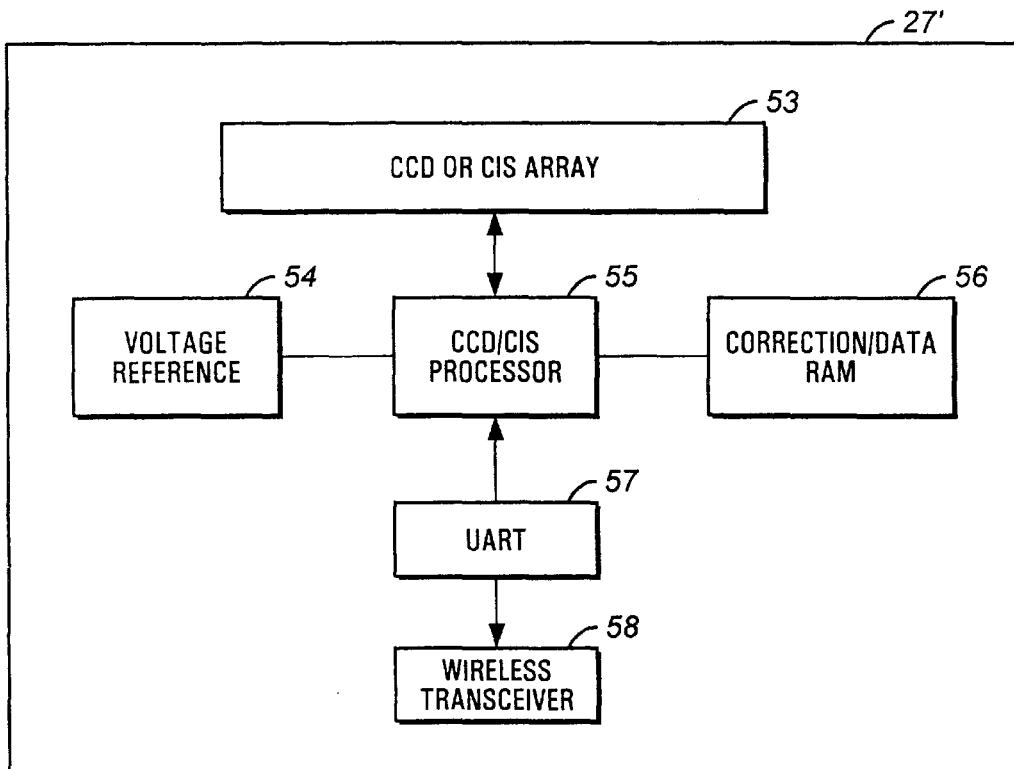 27'
53
CCD OR CIS ARRAY
54
VOLTAGE
REFERENCE
55
CCD/CIS
PROCESSOR
56
CORRECTION/DATA
RAM
57
UART
58
WIRELESS
TRANSCEIVER